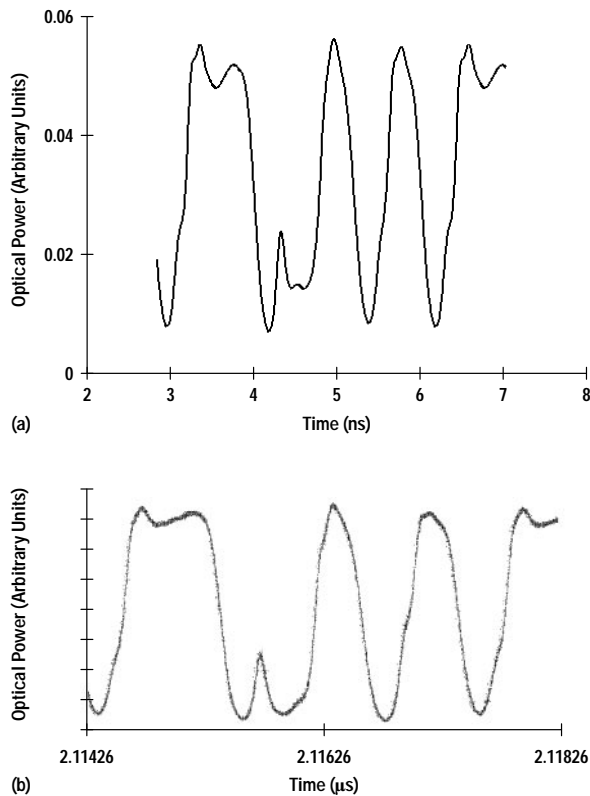 0.06
0.04
0.02
0
Optical Power (Arbitrary Units)
2 3 4 5 6 7 8
(a)
Time (ns)
Optical Power (Arbitrary Units)
2.11426 2.11626 2.11826
(b)
Time (μs)